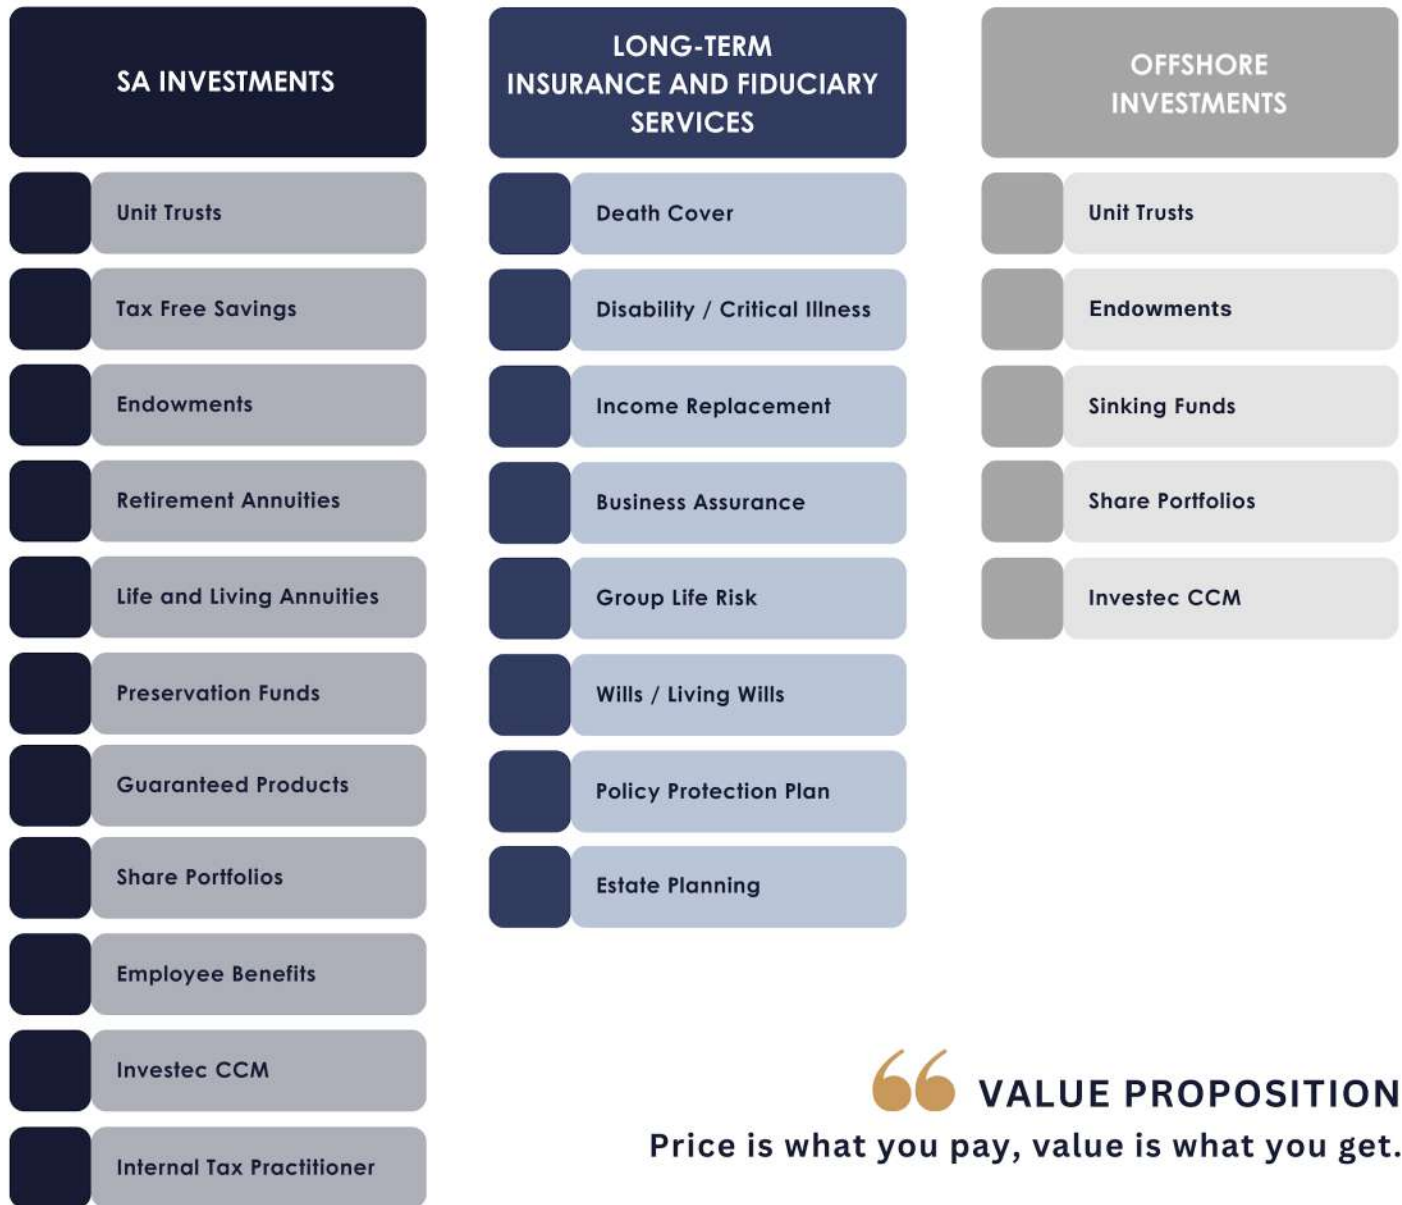 SA INVESTMENTS
Unit Trusts
Tax Free Savings
Endowments
Retirement Annuities
Life and Living Annuities
Preservation Funds
Guaranteed Products
Share Portfolios
Employee Benefits
Investec CCM
Internal Tax Practitioner
LONG-TERM
INSURANCE AND FIDUCIARY
SERVICES
Death Cover
Disability / Critical Illness
Income Replacement
Business Assurance
Group Life Risk
Wills / Living Wills
Policy Protection Plan
Estate Planning
OFFSHORE
INVESTMENTS
Unit Trusts
Endowments
Sinking Funds
Share Portfolios
Investec CCM
“ VALUE PROPOSITION
Price is what you pay, value is what you get.